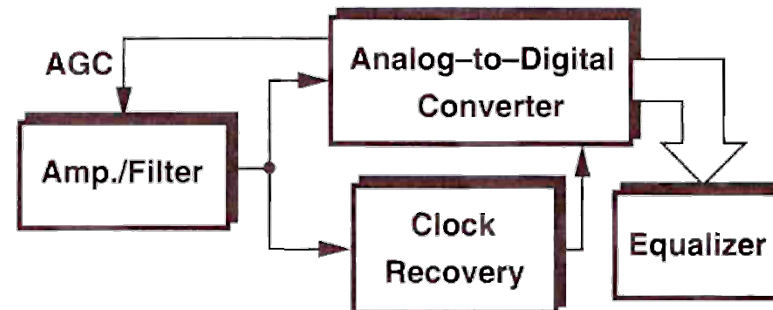 AGC
Analog–to–Digital
Converter
Amp./Filter
Clock
Recovery
Equalizer